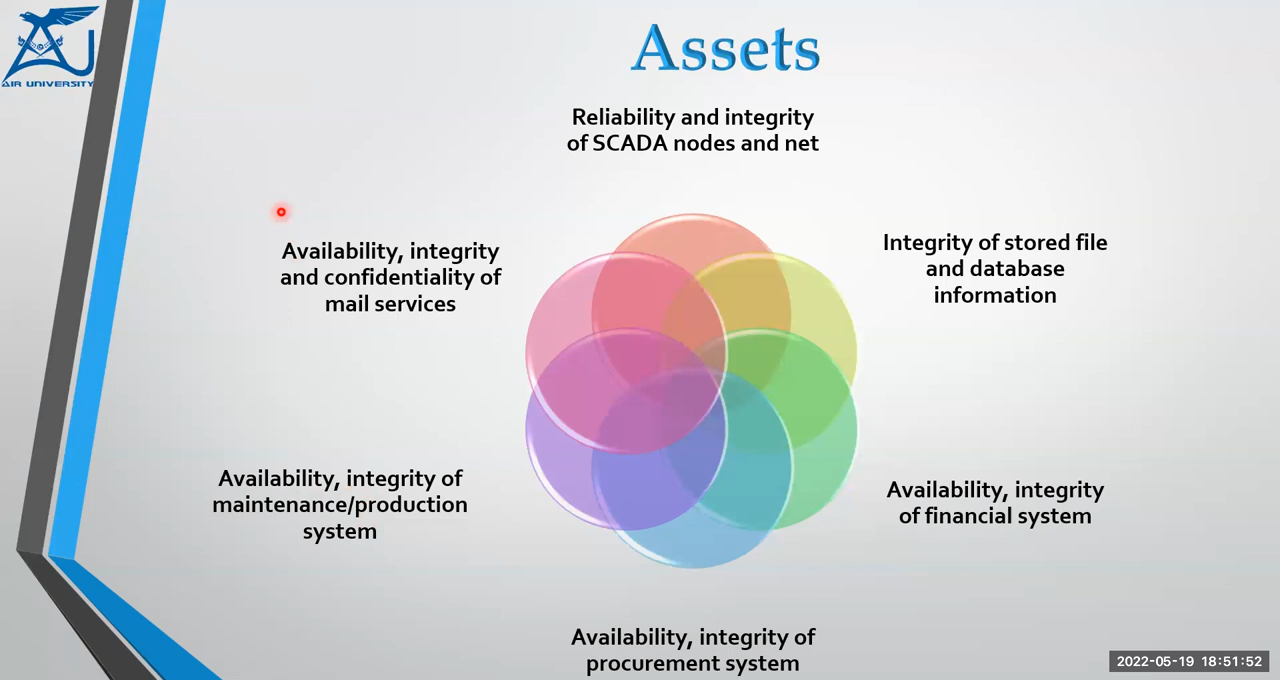 AIR UNIVERSITY
Assets
Reliability and integrity
of SCADA nodes and net
Availability, integrity
and confidentiality of
mail services
Integrity of stored file
and database
information
Availability, integrity of
maintenance/production
system
Availability, integrity
of financial system
Availability, integrity of
procurement system
2022-05-19 18:51:52